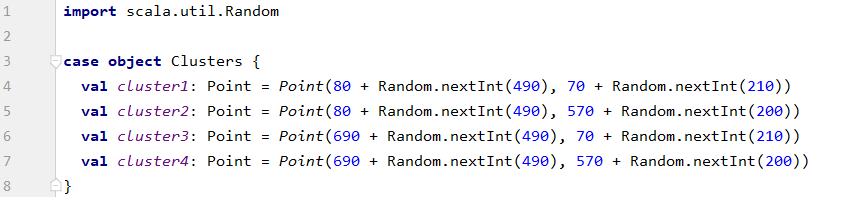 1 import scala.util.Random
2
3 case object Clusters {
4   val cluster1: Point = Point(80 + Random.nextInt(490), 70 + Random.nextInt(210))
5   val cluster2: Point = Point(80 + Random.nextInt(490), 570 + Random.nextInt(200))
6   val cluster3: Point = Point(690 + Random.nextInt(490), 70 + Random.nextInt(210))
7   val cluster4: Point = Point(690 + Random.nextInt(490), 570 + Random.nextInt(200))
8 }